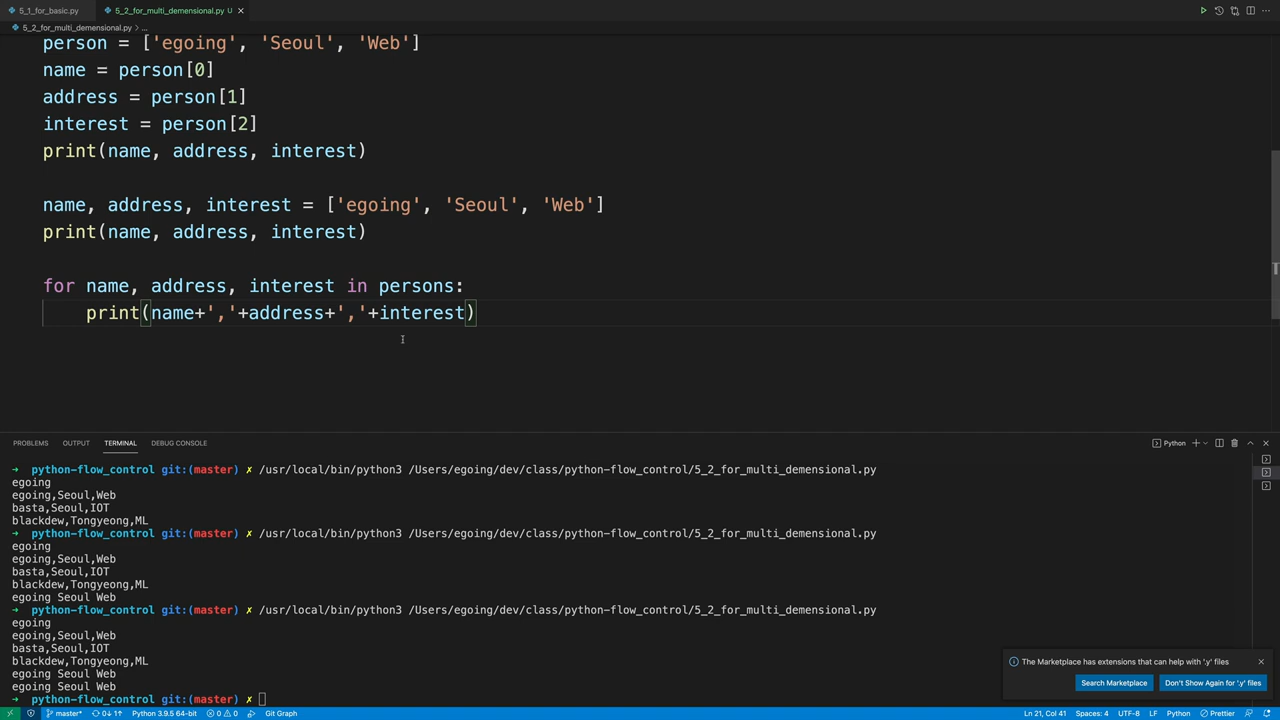 5_1_for_basic.py
5_2_for_multi_demensional.py U ×
5_2_for_multi_demensional.py > ...
person = ['egoing', 'Seoul', 'Web']
name = person[0]
address = person[1]
interest = person[2]
print(name, address, interest)
name, address, interest = ['egoing', 'Seoul', 'Web']
print(name, address, interest)
for name, address, interest in persons:
print(name+','+address+','+interest)
PROBLEMS OUTPUT TERMINAL DEBUG CONSOLE
Python
→ python-flow_control git:(master) ✗ /usr/local/bin/python3 /Users/egoing/dev/class/python-flow_control/5_2_for_multi_demensional.py
egoing
egoing,Seoul,Web
basta,Seoul,IOT
blackdew,Tongyeong,ML
→ python-flow_control git:(master) ✗ /usr/local/bin/python3 /Users/egoing/dev/class/python-flow_control/5_2_for_multi_demensional.py
egoing
egoing,Seoul,Web
basta,Seoul,IOT
blackdew,Tongyeong,ML
egoing Seoul Web
→ python-flow_control git:(master) ✗ /usr/local/bin/python3 /Users/egoing/dev/class/python-flow_control/5_2_for_multi_demensional.py
egoing
egoing,Seoul,Web
basta,Seoul,IOT
blackdew,Tongyeong,ML
egoing Seoul Web
egoing Seoul Web
→ python-flow_control git:(master) ✗
The Marketplace has extensions that can help with '.y' files
Search Marketplace
Don't Show Again for '.y' files
master* 0↓ 1↑ Python 3.9.5 64-bit 0 0 Git Graph
Ln 21, Col 41 Spaces: 4 UTF-8 LF Python Prettier